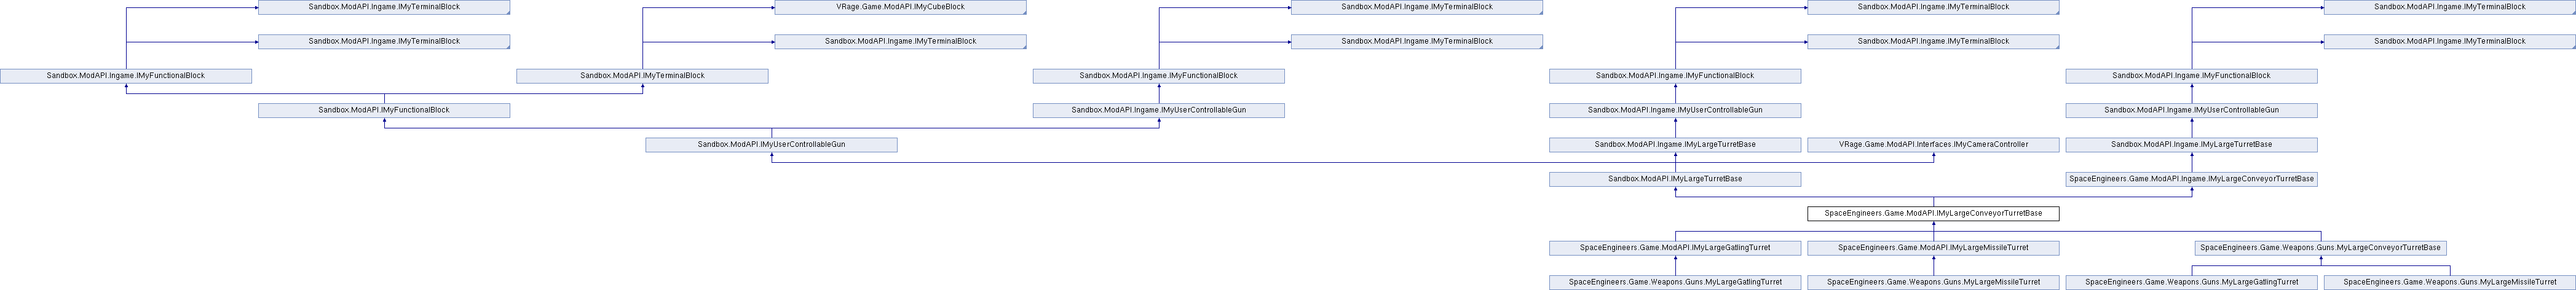 Sandbox.ModAPI.Ingame.IMyTerminalBlock
VRage.Game.ModAPI.IMyCubeBlock
Sandbox.ModAPI.Ingame.IMyTerminalBlock
Sandbox.ModAPI.Ingame.IMyTerminalBlock
Sandbox.ModAPI.Ingame.IMyTerminalBlock
Sandbox.ModAPI.Ingame.IMyTerminalBlock
Sandbox.ModAPI.Ingame.IMyTerminalBlock
Sandbox.ModAPI.Ingame.IMyTerminalBlock
Sandbox.ModAPI.Ingame.IMyTerminalBlock
Sandbox.ModAPI.Ingame.IMyTerminalBlock
Sandbox.ModAPI.Ingame.IMyFunctionalBlock
Sandbox.ModAPI.IMyTerminalBlock
Sandbox.ModAPI.Ingame.IMyFunctionalBlock
Sandbox.ModAPI.Ingame.IMyFunctionalBlock
Sandbox.ModAPI.Ingame.IMyFunctionalBlock
Sandbox.ModAPI.IMyFunctionalBlock
Sandbox.ModAPI.Ingame.IMyUserControllableGun
Sandbox.ModAPI.Ingame.IMyUserControllableGun
Sandbox.ModAPI.Ingame.IMyUserControllableGun
Sandbox.ModAPI.IMyUserControllableGun
Sandbox.ModAPI.Ingame.IMyLargeTurretBase
VRage.Game.ModAPI.Interfaces.IMyCameraController
Sandbox.ModAPI.Ingame.IMyLargeTurretBase
Sandbox.ModAPI.IMyLargeTurretBase
SpaceEngineers.Game.ModAPI.Ingame.IMyLargeConveyorTurretBase
SpaceEngineers.Game.ModAPI.IMyLargeConveyorTurretBase
SpaceEngineers.Game.ModAPI.IMyLargeGatlingTurret
SpaceEngineers.Game.ModAPI.IMyLargeMissileTurret
SpaceEngineers.Game.Weapons.Guns.MyLargeConveyorTurretBase
SpaceEngineers.Game.Weapons.Guns.MyLargeGatlingTurret
SpaceEngineers.Game.Weapons.Guns.MyLargeMissileTurret
SpaceEngineers.Game.Weapons.Guns.MyLargeGatlingTurret
SpaceEngineers.Game.Weapons.Guns.MyLargeMissileTurret